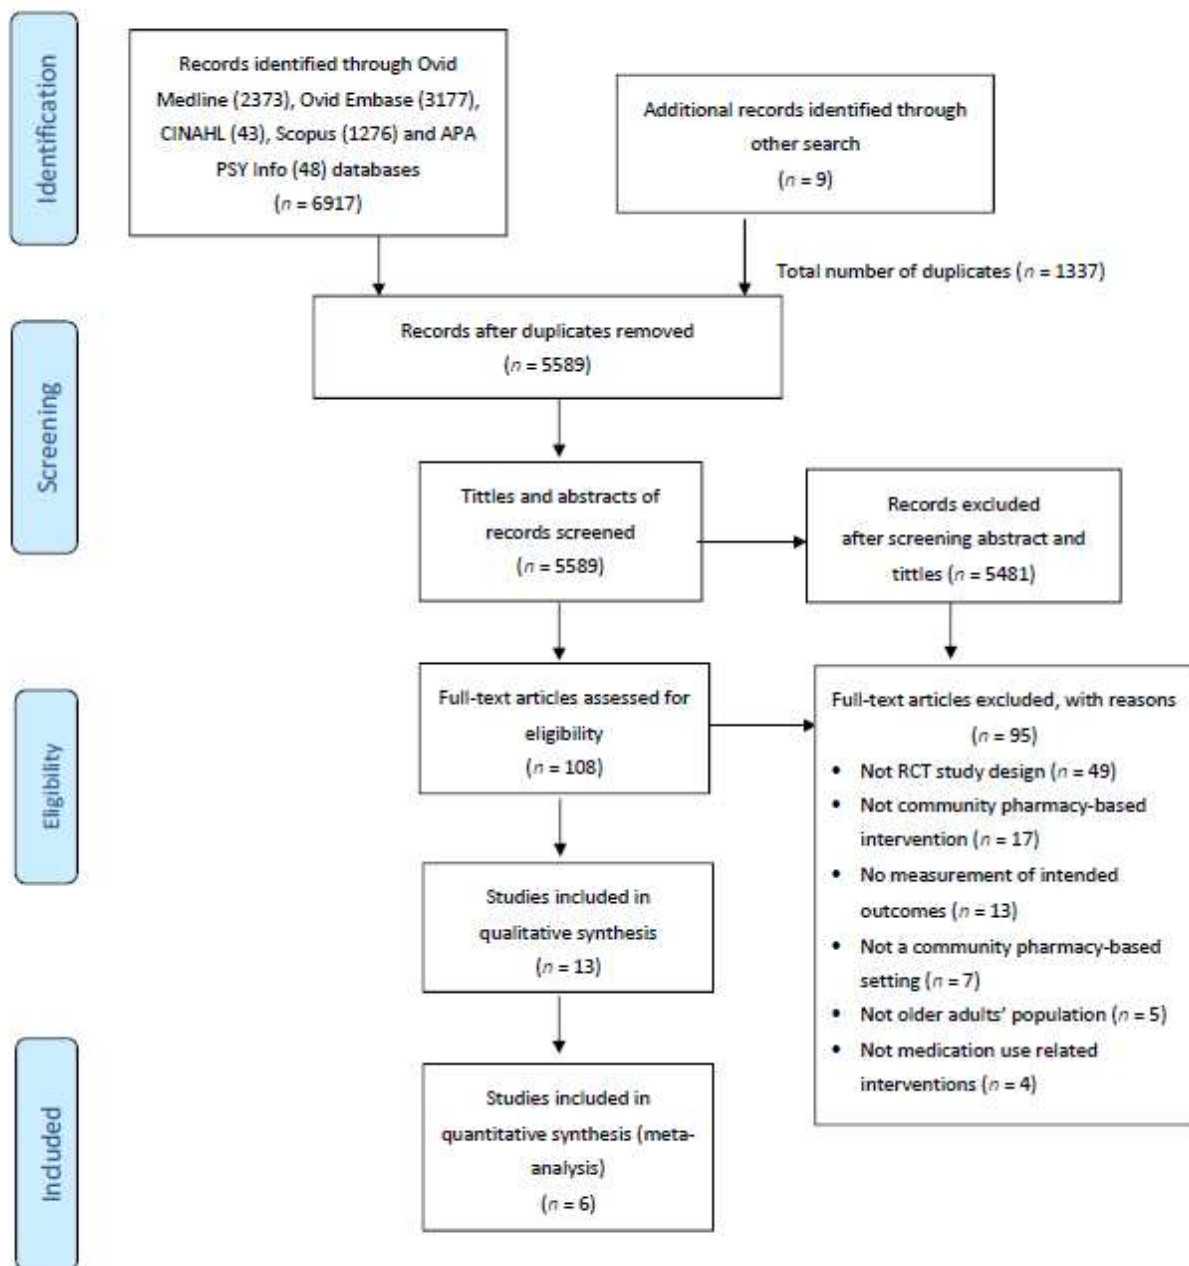 Identification
Records identified through Ovid
Medline (2373), Ovid Embase (3177),
CINAHL (43), Scopus (1276) and APA
PSY Info (48) databases
(n = 6917)
Additional records identified through
other search
(n = 9)
Total number of duplicates (n = 1337)
Records after duplicates removed
(n = 5589)
Screening
Tittles and abstracts of
records screened
(n = 5589)
Records excluded
after screening abstract and
tittles (n = 5481)
Eligibility
Full-text articles assessed for
eligibility
(n = 108)
Full-text articles excluded, with reasons
(n = 95)
• Not RCT study design (n = 49)
• Not community pharmacy-based
intervention (n = 17)
• No measurement of intended
outcomes (n = 13)
• Not a community pharmacy-based
setting (n = 7)
• Not older adults' population (n = 5)
• Not medication use related
interventions (n = 4)
Studies included in
qualitative synthesis
(n = 13)
Included
Studies included in
quantitative synthesis (meta-
analysis)
(n = 6)